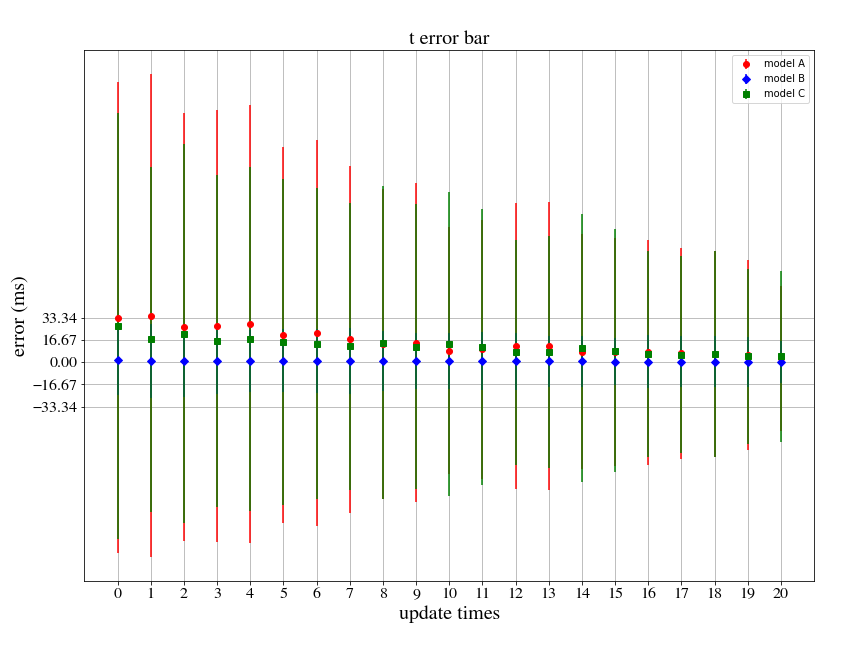 t error bar
model A
model B
model C
error (ms)
33.34
16.67
0.00
−16.67
−33.34
0 1 2 3 4 5 6 7 8 9 10 11 12 13 14 15 16 17 18 19 20
update times